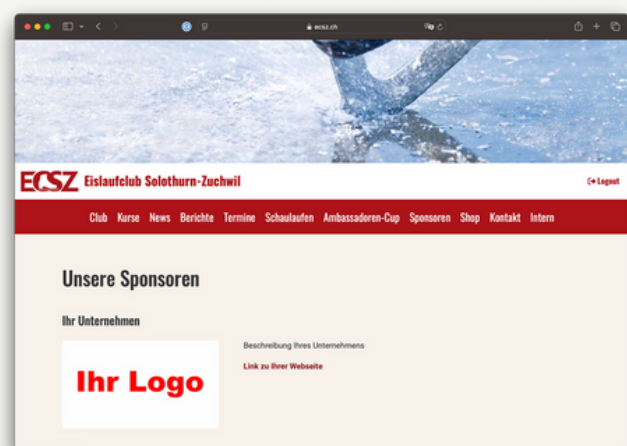 ecsz.ch
ECSZ Eislaufclub Solothurn-Zuchwil
Logout
Club Kurse News Berichte Termine Schaulaufen Ambassadoren-Cup Sponsoren Shop Kontakt Intern
Unsere Sponsoren
Ihr Unternehmen
Ihr Logo
Beschreibung Ihres Unternehmens
Link zu Ihrer Webseite